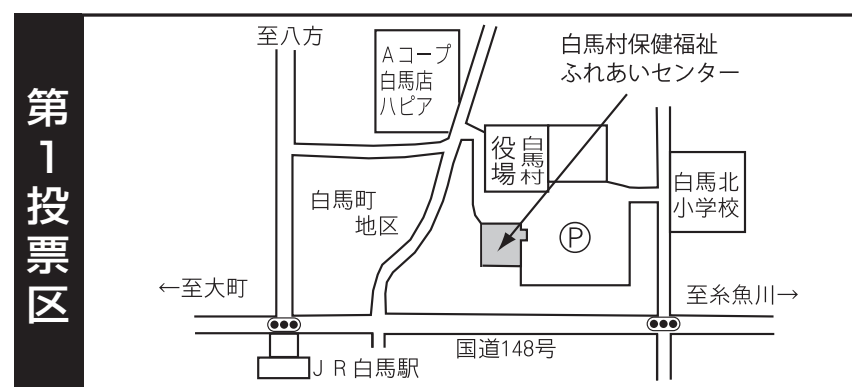 第1投票区
至八方
Aコープ
白馬店
ハピア
白馬村保健福祉
ふれあいセンター
白馬村
役場
白馬北
小学校
白馬町
地区
Ⓟ
←至大町
至糸魚川→
国道148号
JR白馬駅